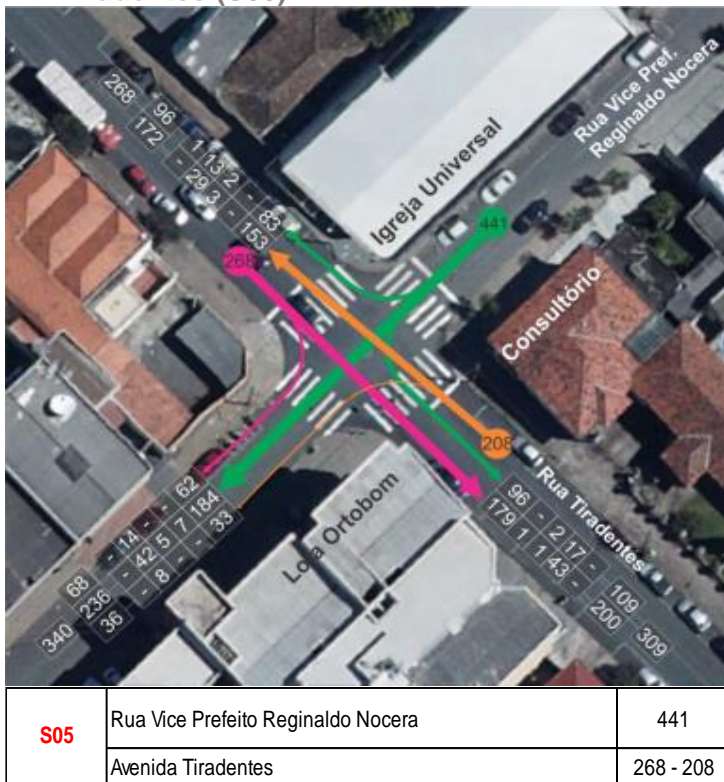 268 96 1 13 2 - 83
172 - 29 3 - 153
Igreja Universal
Rua Vice Pref.
Reginaldo Nocera
441
268
Consultório
208
Rua Tiradentes
Loja Ortobom
68 - 14 - - 62
340 236 - 42 5 7 184
36 - 8 - - 33
96 - 2 17 - 109
179 1 1 43 - 200 309
S05
Rua Vice Prefeito Reginaldo Nocera 441
Avenida Tiradentes 268 - 208